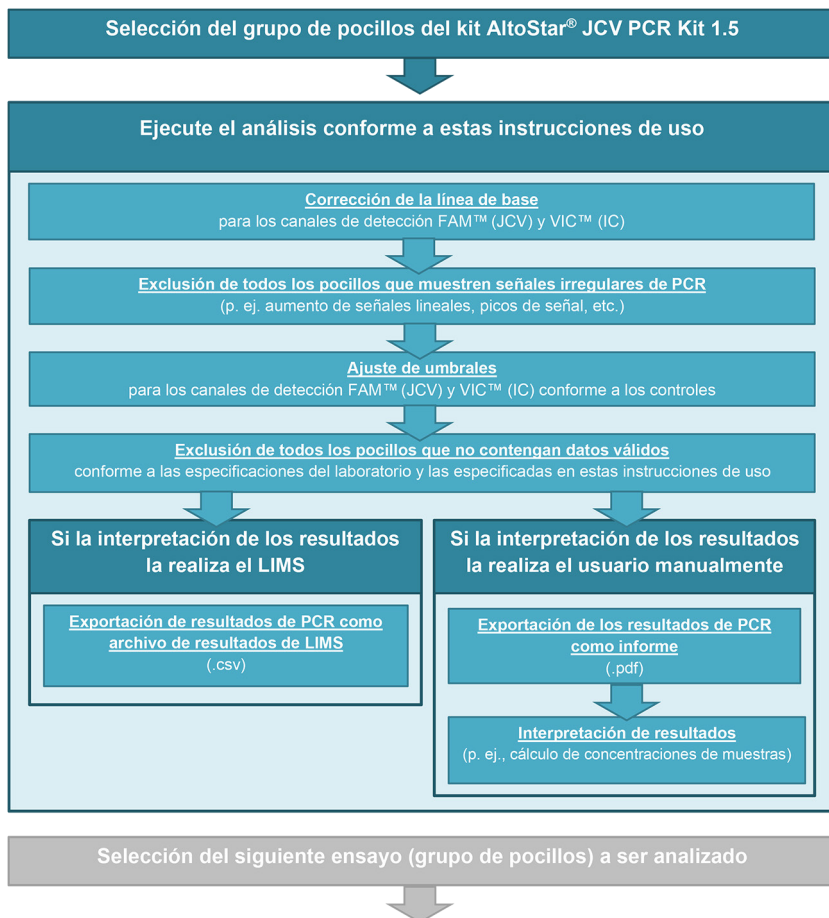 Selección del grupo de pocillos del kit AltoStar® JCV PCR Kit 1.5
Ejecute el análisis conforme a estas instrucciones de uso
Corrección de la línea de base
para los canales de detección FAM™ (JCV) y VIC™ (IC)
Exclusión de todos los pocillos que muestren señales irregulares de PCR
(p. ej. aumento de señales lineales, picos de señal, etc.)
Ajuste de umbrales
para los canales de detección FAM™ (JCV) y VIC™ (IC) conforme a los controles
Exclusión de todos los pocillos que no contengan datos válidos
conforme a las especificaciones del laboratorio y las especificadas en estas instrucciones de uso
Si la interpretación de los resultados
la realiza el LIMS
Exportación de resultados de PCR como
archivo de resultados de LIMS
(.csv)
Si la interpretación de los resultados
la realiza el usuario manualmente
Exportación de los resultados de PCR
como informe
(.pdf)
Interpretación de resultados
(p. ej., cálculo de concentraciones de muestras)
Selección del siguiente ensayo (grupo de pocillos) a ser analizado